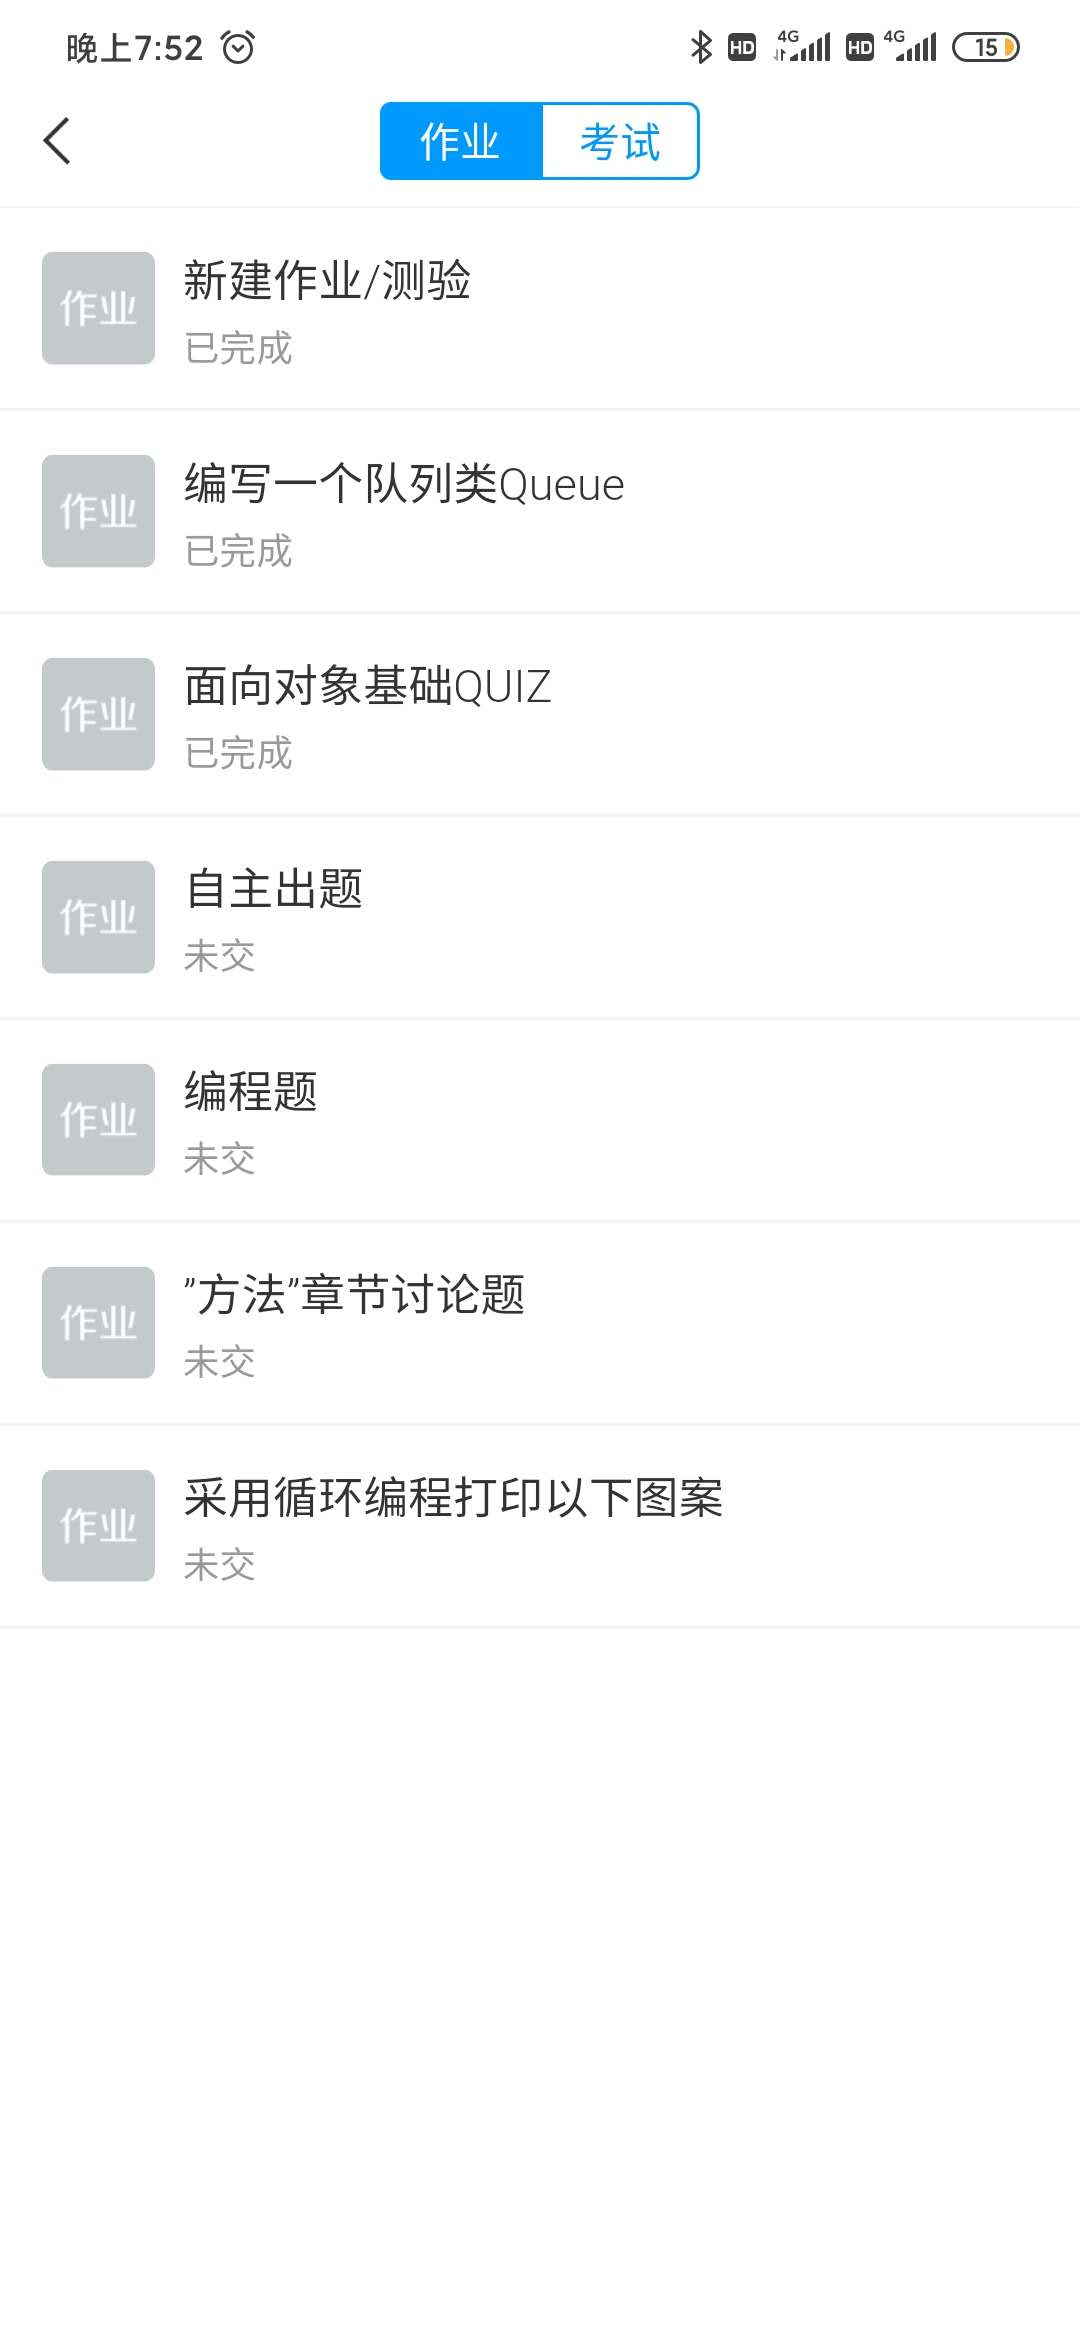 晚上7:52 HD 4G HD 4G 15
作业 考试
作业 新建作业/测验
已完成
作业 编写一个队列类Queue
已完成
作业 面向对象基础QUIZ
已完成
作业 自主出题
未交
作业 编程题
未交
作业 ”方法”章节讨论题
未交
作业 采用循环编程打印以下图案
未交